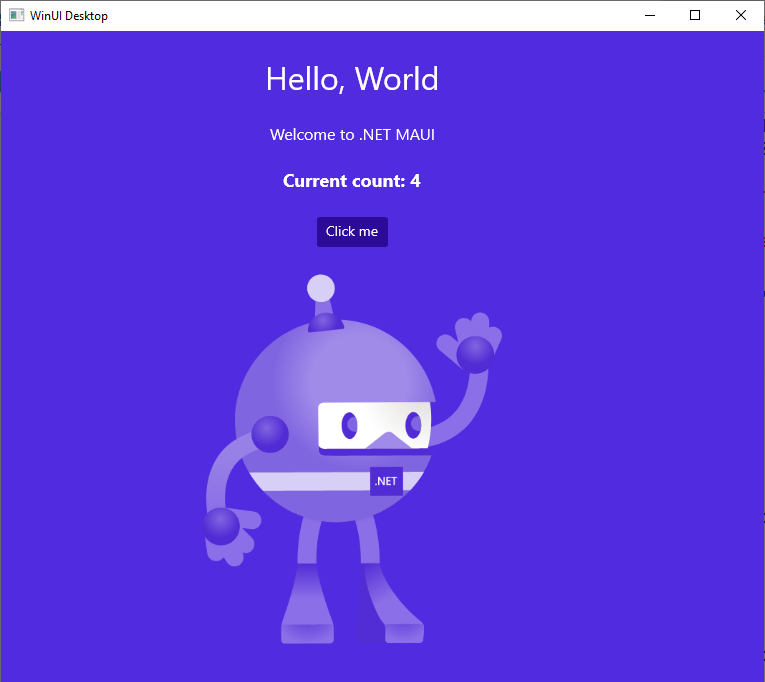 WinUI Desktop
Hello, World
Welcome to .NET MAUI
Current count: 4
Click me
.NET